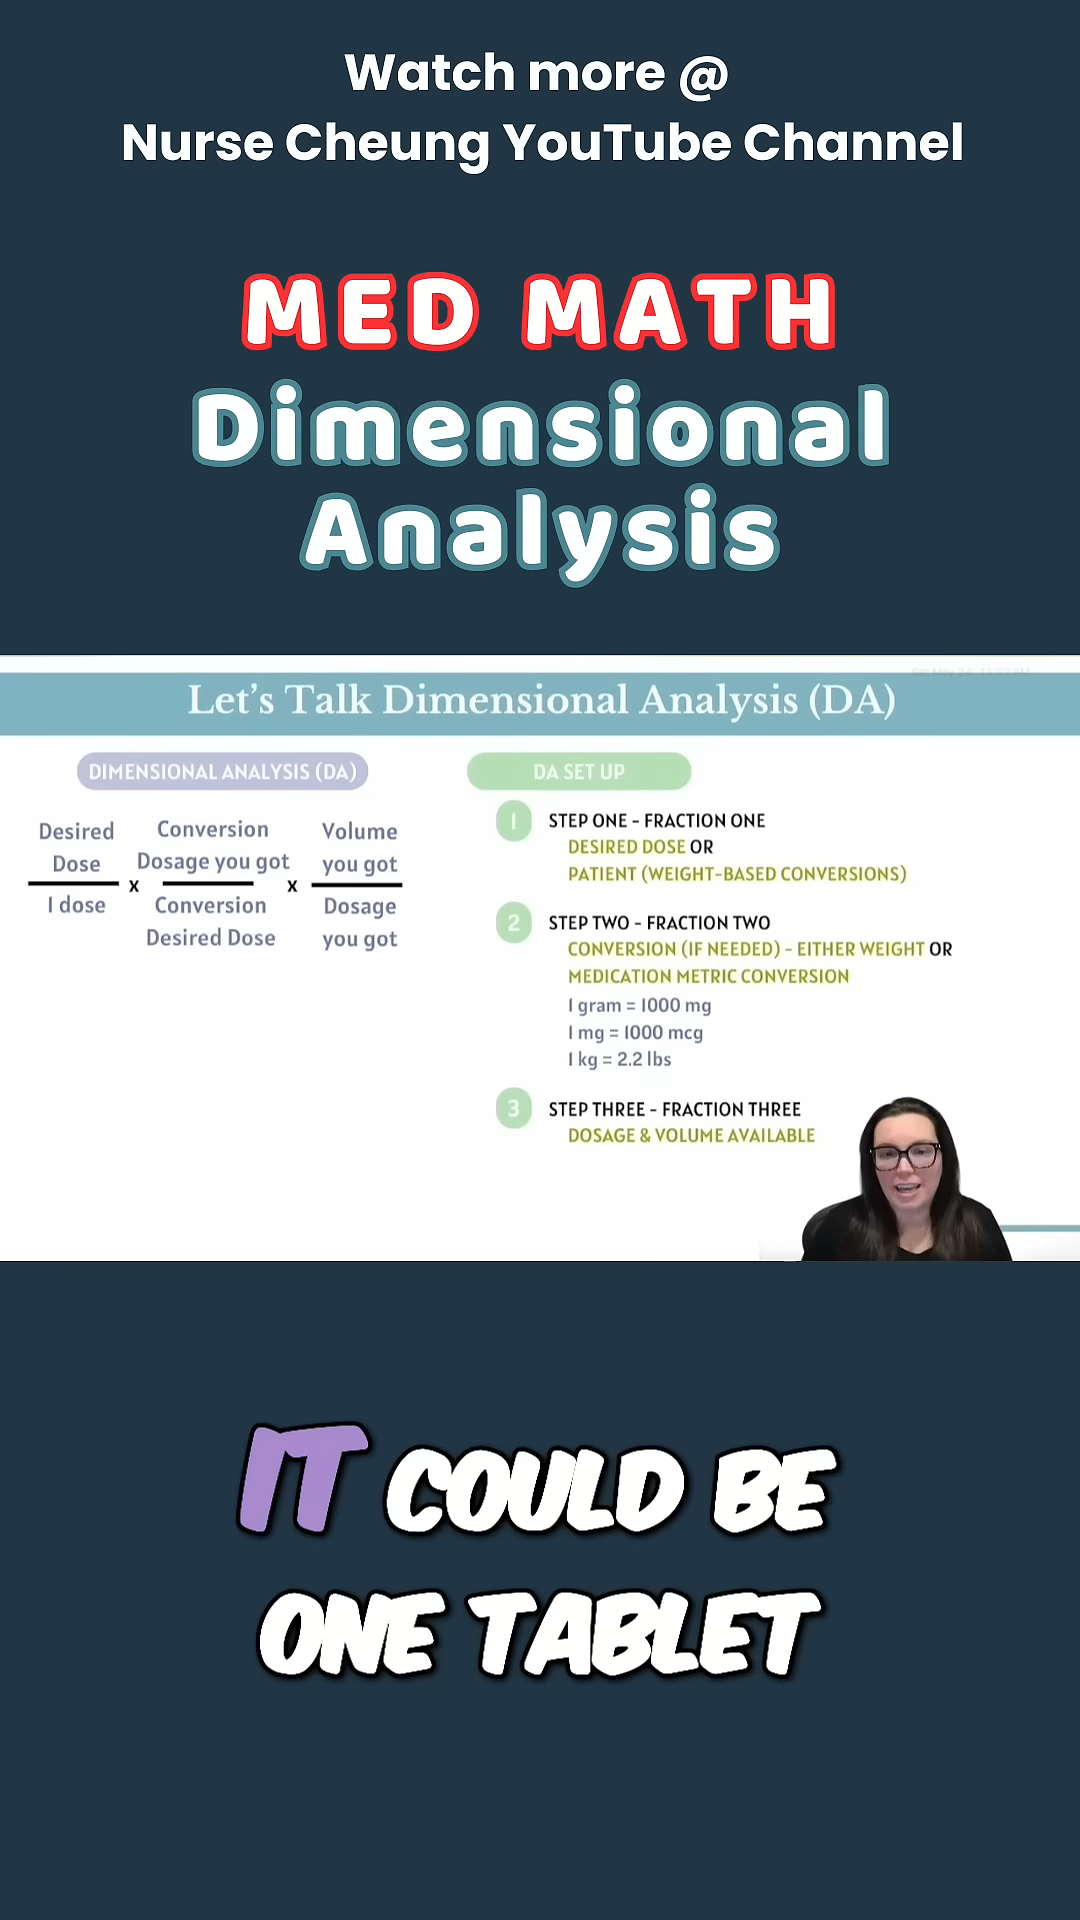 Watch more @
Nurse Cheung YouTube Channel
MED MATH
Dimensional
Analysis
Let's Talk Dimensional Analysis (DA)
DIMENSIONAL ANALYSIS (DA)
Desired
Dose
I dose
x
Conversion
Dosage you got
Conversion
Desired Dose
x
Volume
you got
Dosage
you got
DA SET UP
1
STEP ONE - FRACTION ONE
DESIRED DOSE OR
PATIENT (WEIGHT-BASED CONVERSIONS)
2
STEP TWO - FRACTION TWO
CONVERSION (IF NEEDED) - EITHER WEIGHT OR
MEDICATION METRIC CONVERSION
1 gram = 1000 mg
1 mg = 1000 mcg
1 kg = 2.2 lbs
3
STEP THREE - FRACTION THREE
DOSAGE & VOLUME AVAILABLE
IT COULD BE
ONE TABLET